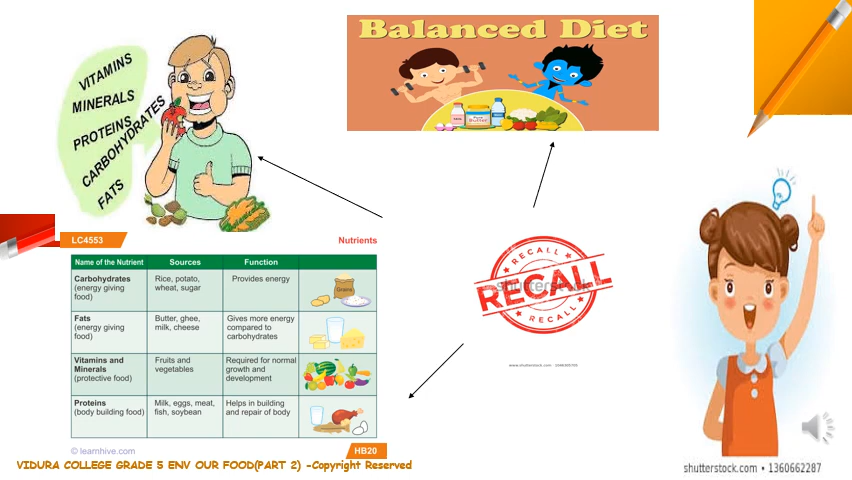 Balanced Diet
VITAMINS
MINERALS
PROTEINS
CARBOHYDRATES
FATS
LC4553
Nutrients
Name of the Nutrient Sources Function
Carbohydrates
(energy giving
food)
Rice, potato,
wheat, sugar
Provides energy
Grains
Fats
(energy giving
food)
Butter, ghee,
milk, cheese
Gives more energy
compared to
carbohydrates
Vitamins and
Minerals
(protective food)
Fruits and
vegetables
Required for normal
growth and
development
Proteins
(body building food)
Milk, eggs, meat,
fish, soybean
Helps in building
and repair of body
© learnhive.com
HB20
RECALL
RECALL
shutterstock
RECALL
VIDURA COLLEGE GRADE 5 ENV OUR FOOD(PART 2) -Copyright Reserved
shutterstock.com • 1360662287